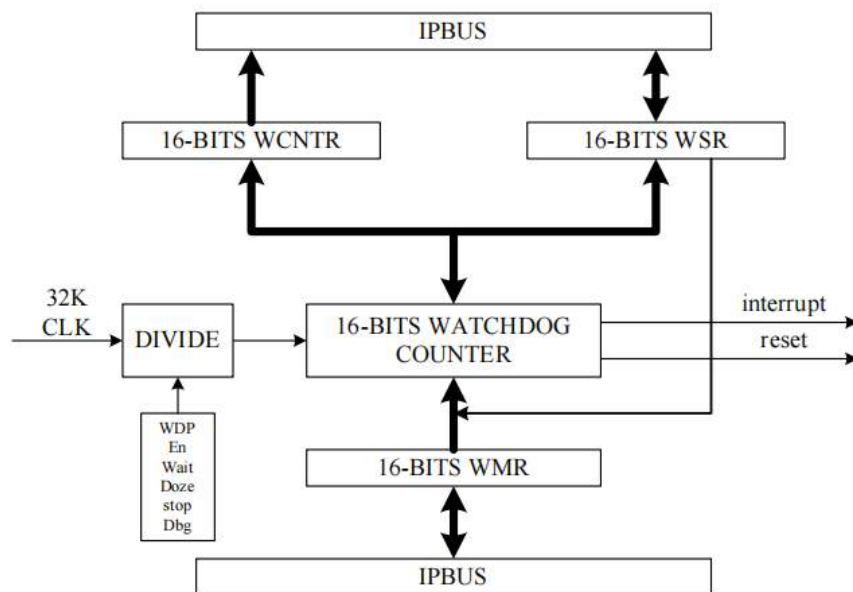 IPBUS
16-BITS WCNTR
16-BITS WSR
32K
CLK
DIVIDE
16-BITS WATCHDOG
COUNTER
interrupt
reset
WDP
En
Wait
Doze
stop
Dbg
16-BITS WMR
IPBUS